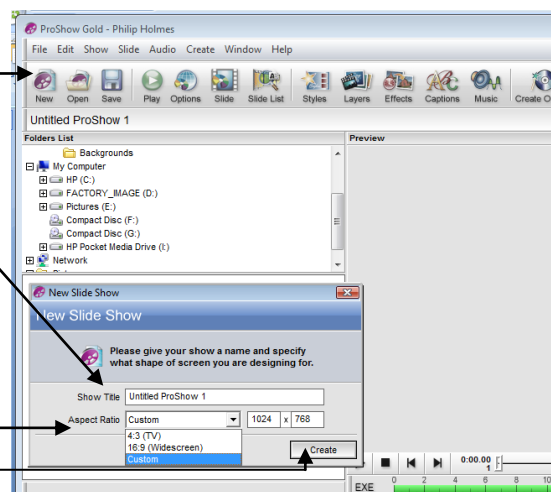 ProShow Gold - Philip Holmes
File Edit Show Slide Audio Create Window Help
New Open Save Play Options Slide Slide List Styles Layers Effects Captions Music Create O
Untitled ProShow 1
Folders List Preview
Backgrounds
My Computer
HP (C:)
FACTORY_IMAGE (D:)
Pictures (E:)
Compact Disc (F:)
Compact Disc (G:)
HP Pocket Media Drive (I:)
Network
New Slide Show
New Slide Show
Please give your show a name and specify
what shape of screen you are designing for.
Show Title Untitled ProShow 1
Aspect Ratio Custom 1024 x 768
4:3 (TV)
16:9 (Widescreen)
Custom
Create
0:00.00
1
EXE 0 2 4 6 8 10